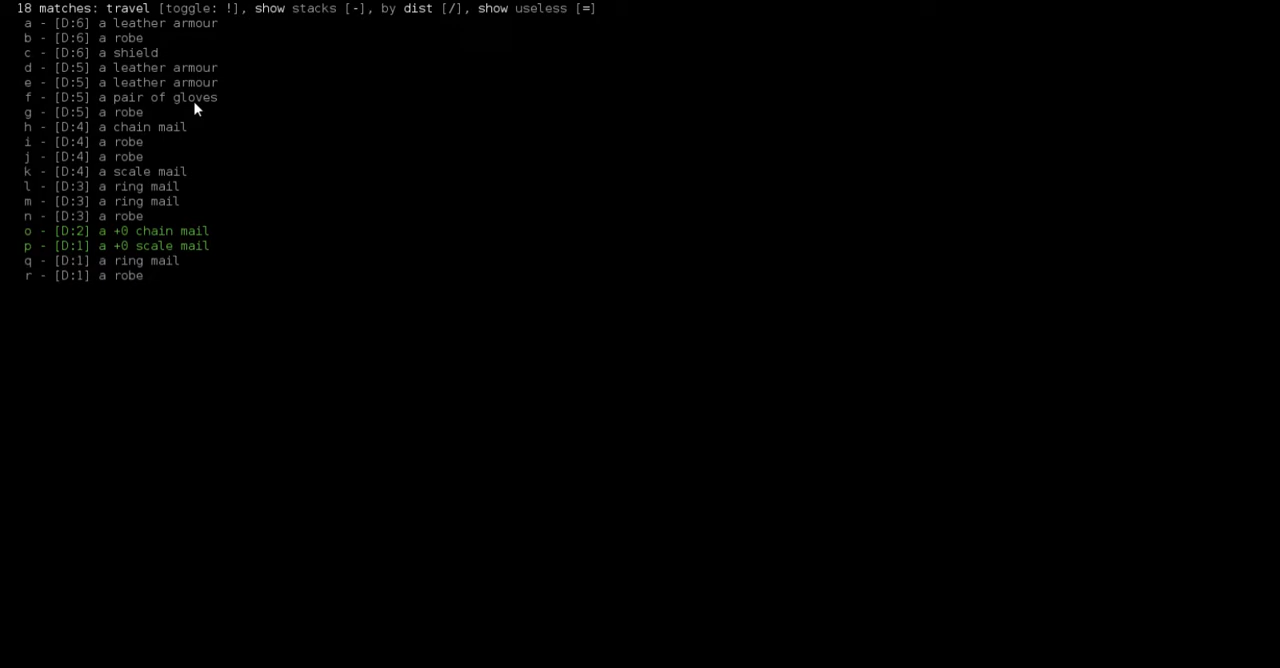 18 matches: travel [toggle: !], show stacks [-], by dist [/], show useless [=]
a - [D:6] a leather armour
b - [D:6] a robe
c - [D:6] a shield
d - [D:5] a leather armour
e - [D:5] a leather armour
f - [D:5] a pair of gloves
g - [D:5] a robe
h - [D:4] a chain mail
i - [D:4] a robe
j - [D:4] a robe
k - [D:4] a scale mail
l - [D:3] a ring mail
m - [D:3] a ring mail
n - [D:3] a robe
o - [D:2] a +0 chain mail
p - [D:1] a +0 scale mail
q - [D:1] a ring mail
r - [D:1] a robe